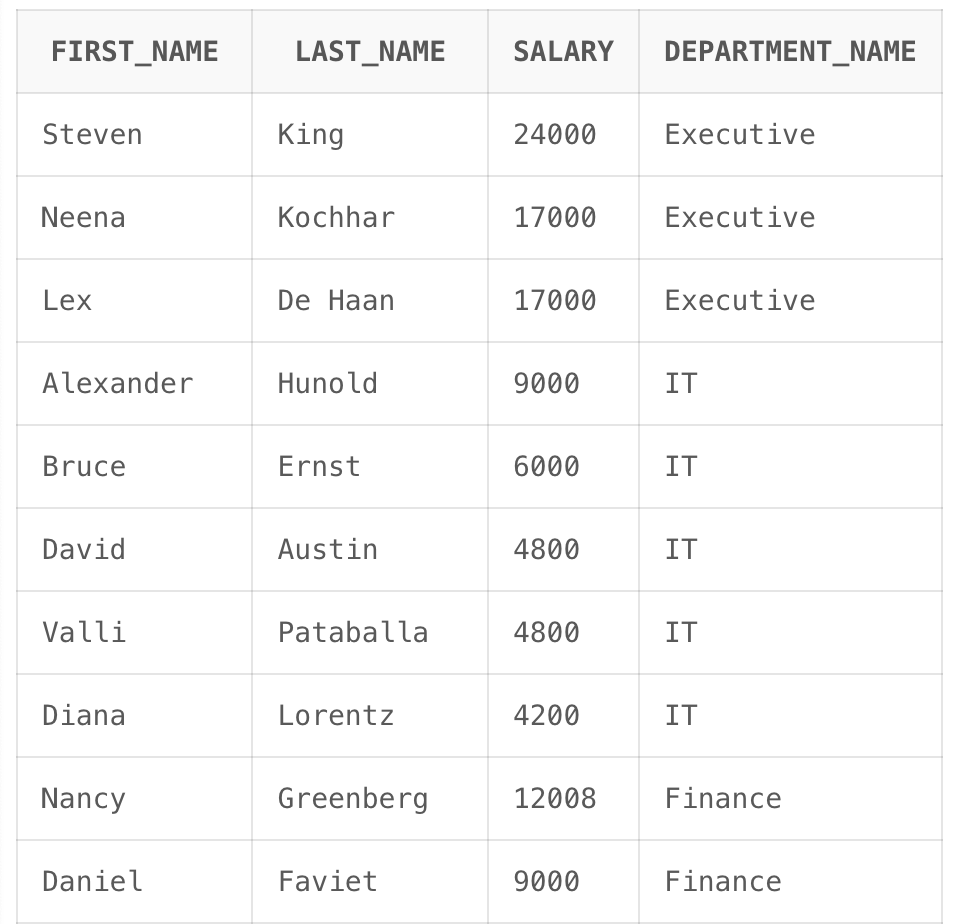 FIRST_NAME LAST_NAME SALARY DEPARTMENT_NAME
Steven King 24000 Executive
Neena Kochhar 17000 Executive
Lex De Haan 17000 Executive
Alexander Hunold 9000 IT
Bruce Ernst 6000 IT
David Austin 4800 IT
Valli Pataballa 4800 IT
Diana Lorentz 4200 IT
Nancy Greenberg 12008 Finance
Daniel Faviet 9000 Finance